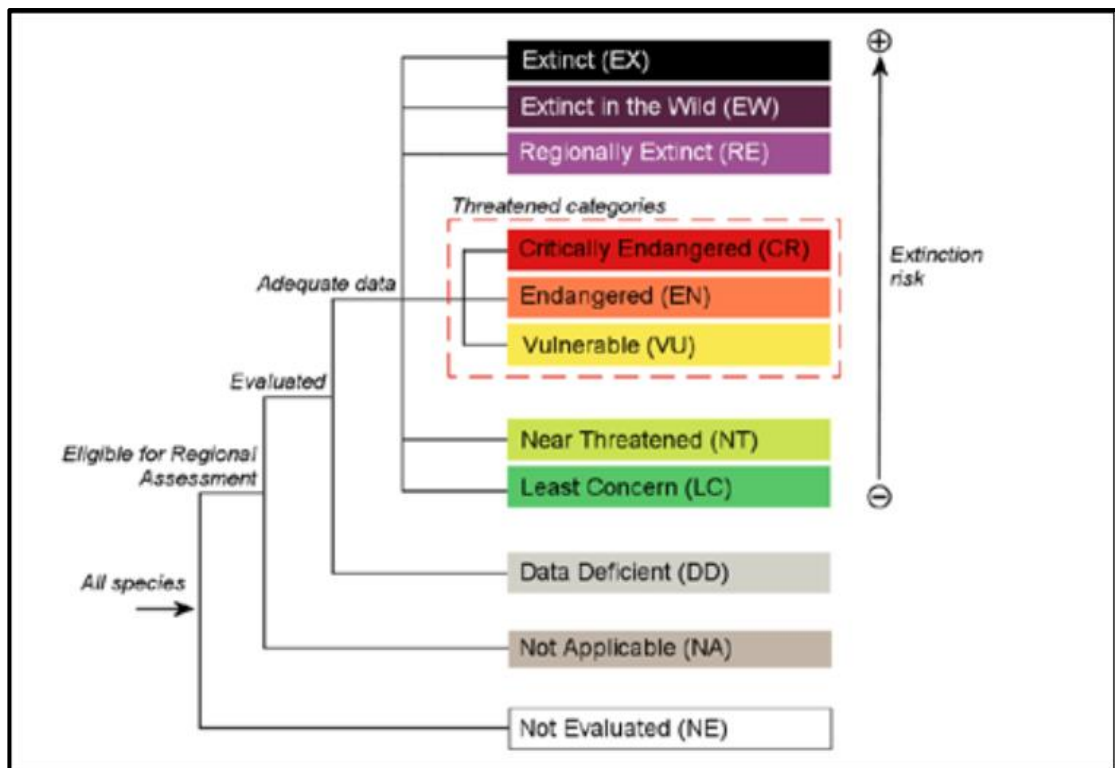 Extinct (EX)
Extinct in the Wild (EW)
Regionally Extinct (RE)
Threatened categories
Critically Endangered (CR)
Extinction
risk
Adequate data
Endangered (EN)
Vulnerable (VU)
Evaluated
Near Threatened (NT)
Eligible for Regional
Assessment
Least Concern (LC)
Data Deficient (DD)
All species
Not Applicable (NA)
Not Evaluated (NE)